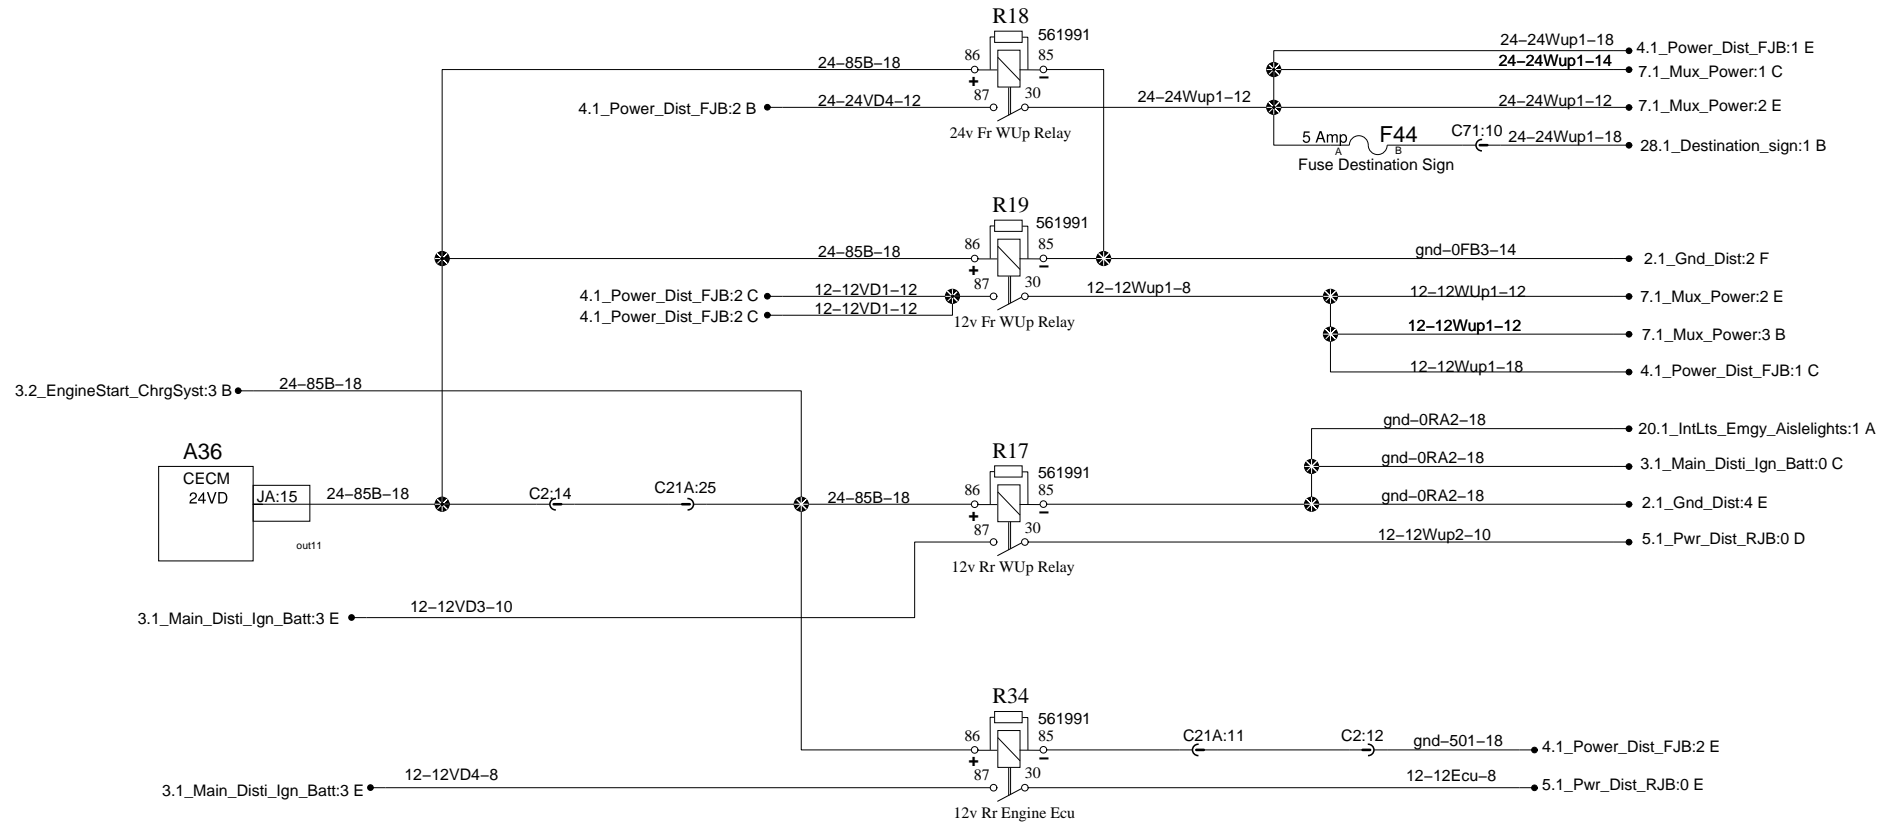 R18
561991
86
85
24–85B–18
+
–
87
30
4.1_Power_Dist_FJB:2 B
24–24VD4–12
24–24Wup1–12
24v Fr WUp Relay
24–24Wup1–18
4.1_Power_Dist_FJB:1 E
24–24Wup1–14
7.1_Mux_Power:1 C
24–24Wup1–12
7.1_Mux_Power:2 E
5 Amp
F44
A
B
C71:10
24–24Wup1–18
28.1_Destination_sign:1 B
Fuse Destination Sign
R19
561991
86
85
24–85B–18
+
–
gnd–0FB3–14
2.1_Gnd_Dist:2 F
87
30
4.1_Power_Dist_FJB:2 C
12–12VD1–12
4.1_Power_Dist_FJB:2 C
12–12VD1–12
12v Fr WUp Relay
12–12Wup1–8
12–12WUp1–12
7.1_Mux_Power:2 E
12–12Wup1–12
7.1_Mux_Power:3 B
12–12Wup1–18
4.1_Power_Dist_FJB:1 C
3.2_EngineStart_ChrgSyst:3 B
24–85B–18
A36
CECM
24VD
JA:15
out11
24–85B–18
C2:14
C21A:25
24–85B–18
R17
561991
86
85
+
–
87
30
12v Rr WUp Relay
gnd–0RA2–18
20.1_IntLts_Emgy_Aislelights:1 A
gnd–0RA2–18
3.1_Main_Disti_Ign_Batt:0 C
gnd–0RA2–18
2.1_Gnd_Dist:4 E
12–12Wup2–10
5.1_Pwr_Dist_RJB:0 D
3.1_Main_Disti_Ign_Batt:3 E
12–12VD3–10
R34
561991
86
85
+
–
C21A:11
C2:12
gnd–501–18
4.1_Power_Dist_FJB:2 E
87
30
3.1_Main_Disti_Ign_Batt:3 E
12–12VD4–8
12–12Ecu–8
5.1_Pwr_Dist_RJB:0 E
12v Rr Engine Ecu